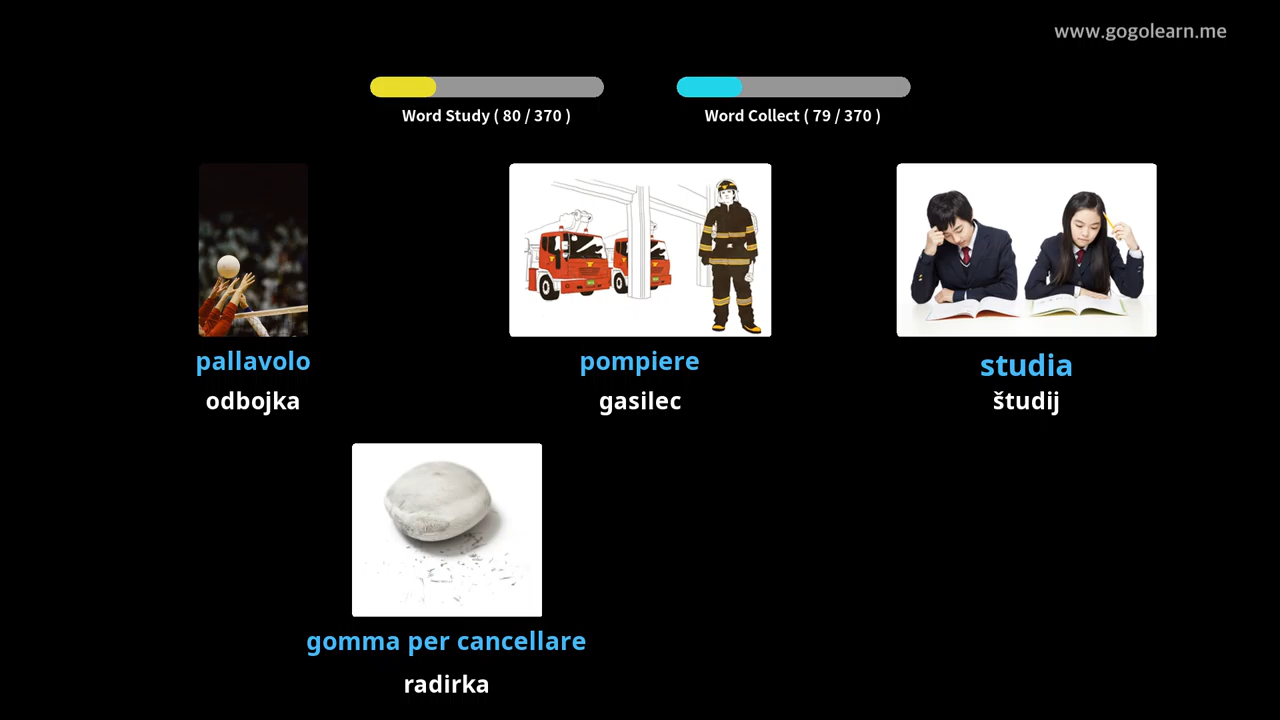 www.gogolearn.me
Word Study ( 80 / 370 )
Word Collect ( 79 / 370 )
pallavolo
odbojka
pompiere
gasilec
studia
študij
gomma per cancellare
radirka